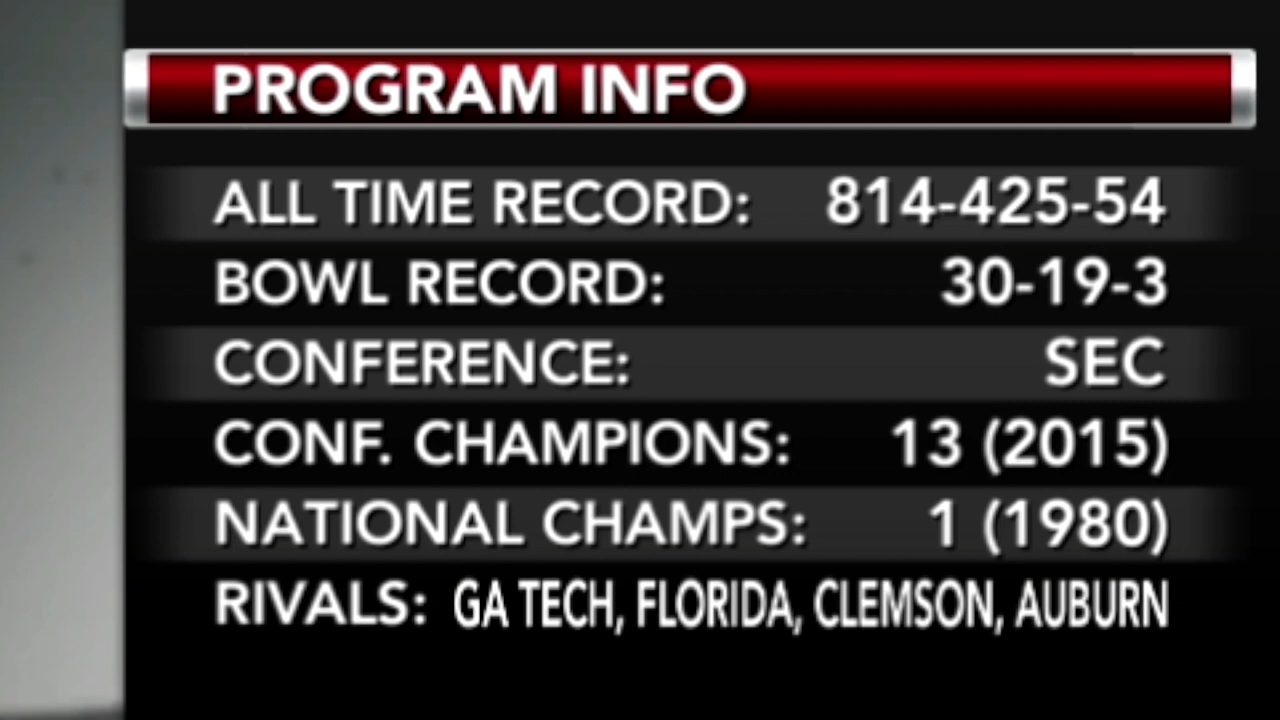 PROGRAM INFO
ALL TIME RECORD: 814-425-54
BOWL RECORD: 30-19-3
CONFERENCE: SEC
CONF. CHAMPIONS: 13 (2015)
NATIONAL CHAMPS: 1 (1980)
RIVALS: GA TECH, FLORIDA, CLEMSON, AUBURN